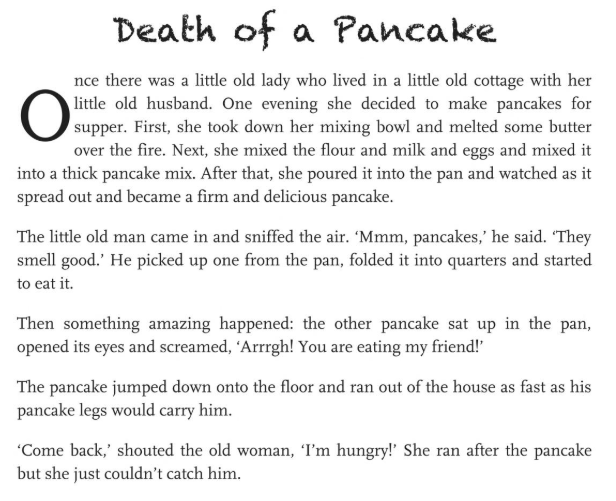 Death of a Pancake
Once there was a little old lady who lived in a little old cottage with her
little old husband. One evening she decided to make pancakes for
supper. First, she took down her mixing bowl and melted some butter
over the fire. Next, she mixed the flour and milk and eggs and mixed it
into a thick pancake mix. After that, she poured it into the pan and watched as it
spread out and became a firm and delicious pancake.
The little old man came in and sniffed the air. ‘Mmm, pancakes,’ he said. ‘They
smell good.’ He picked up one from the pan, folded it into quarters and started
to eat it.
Then something amazing happened: the other pancake sat up in the pan,
opened its eyes and screamed, ‘Arrrgh! You are eating my friend!’
The pancake jumped down onto the floor and ran out of the house as fast as his
pancake legs would carry him.
‘Come back,’ shouted the old woman, ‘I’m hungry!’ She ran after the pancake
but she just couldn’t catch him.